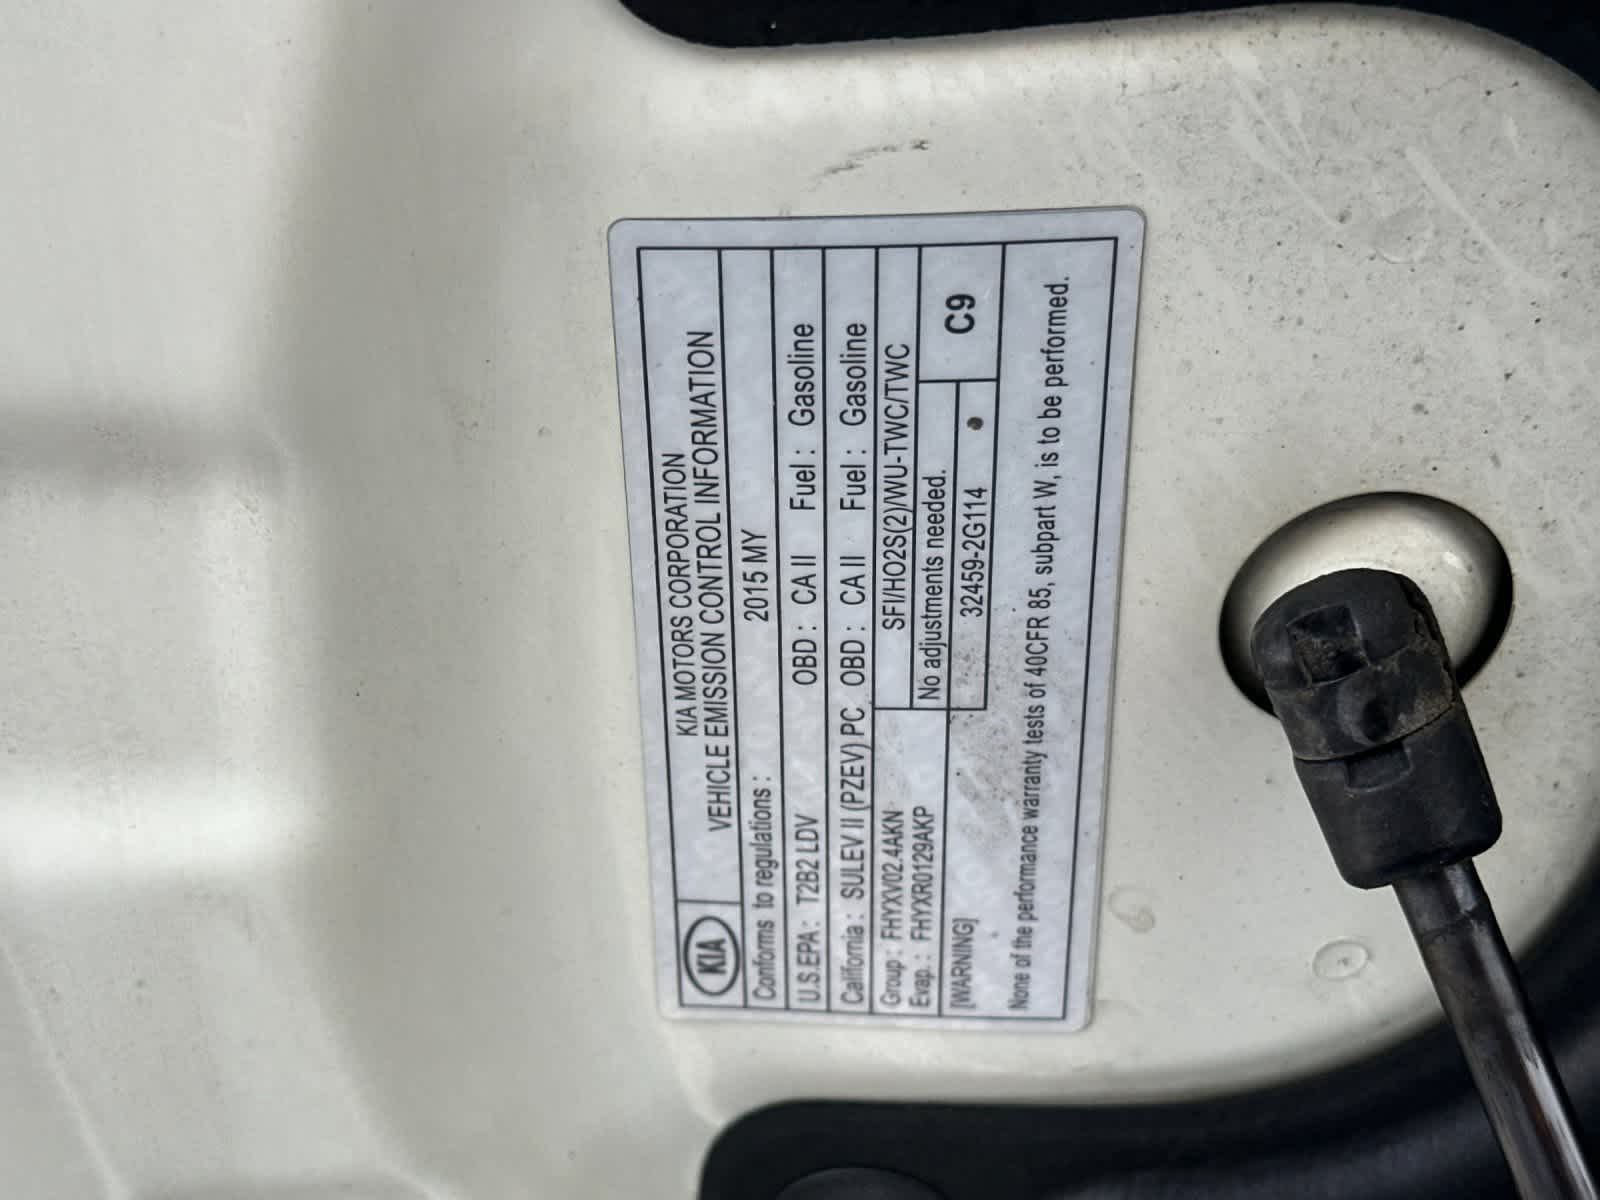 KIA
KIA MOTORS CORPORATION
VEHICLE EMISSION CONTROL INFORMATION
Conforms to regulations : 2015 MY
U.S.EPA : T2B2 LDV OBD : CA II Fuel : Gasoline
California : SULEV II (PZEV) PC OBD : CA II Fuel : Gasoline
Group : FHYXV02.4AKN SFI/HO2S(2)/WU-TWC/TWC
Evap. : FHYXR0129AKP No adjustments needed.
32459-2G114 C9
[WARNING]
None of the performance warranty tests of 40CFR 85, subpart W, is to be performed.